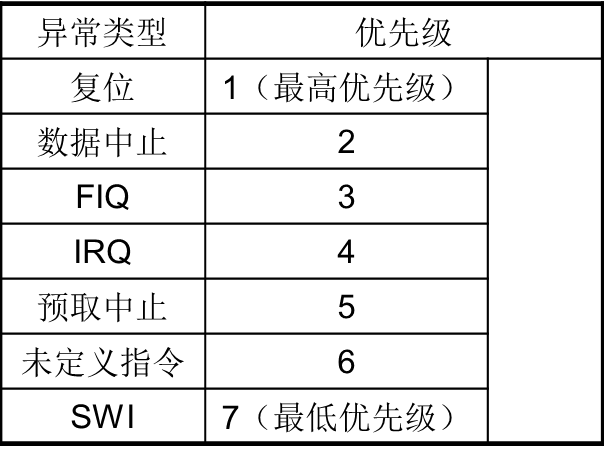 异常类型 优先级
复位 1（最高优先级）
数据中止 2
FIQ 3
IRQ 4
预取中止 5
未定义指令 6
SWI 7（最低优先级）